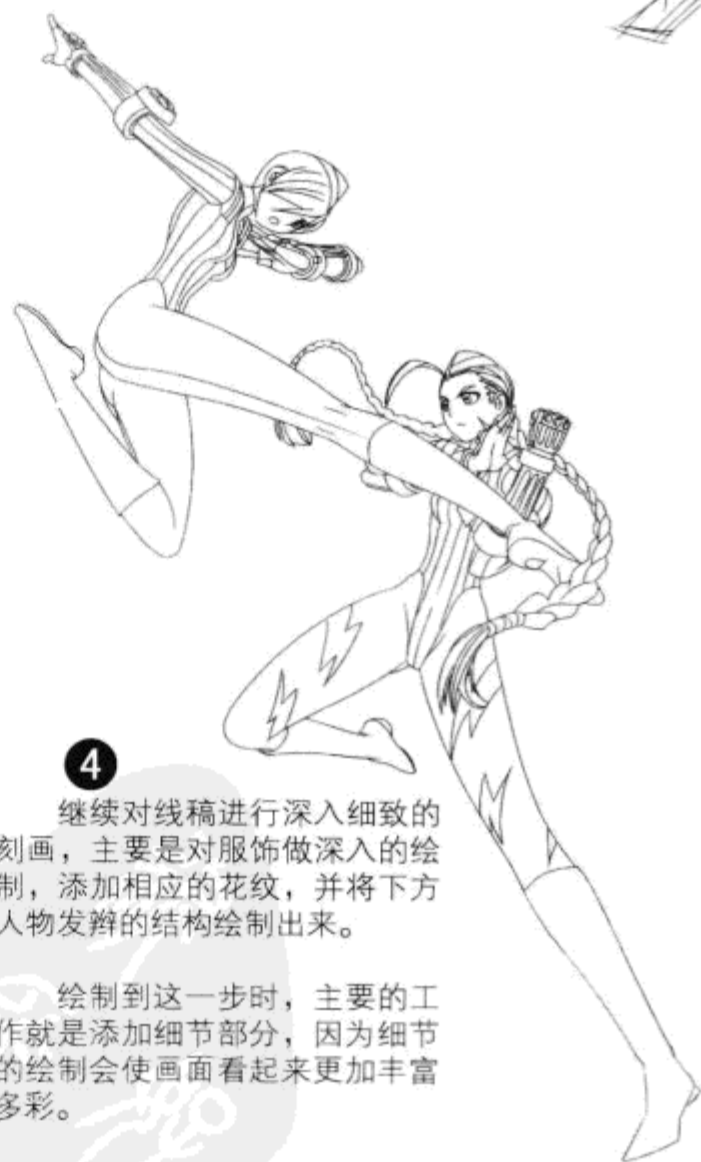 4
继续对线稿进行深入细致的
刻画，主要是对服饰做深入的绘
制，添加相应的花纹，并将下方
人物发辫的结构绘制出来。
绘制到这一步时，主要的工
作就是添加细节部分，因为细节
的绘制会使画面看起来更加丰富
多彩。